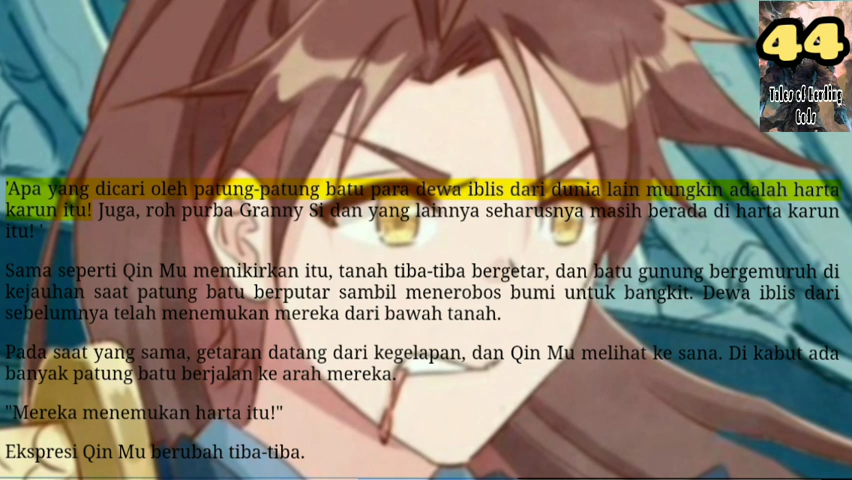 44
Tales of Herding
Gods
'Apa yang dicari oleh patung-patung batu para dewa iblis dari dunia lain mungkin adalah harta
karun itu! Juga, roh purba Granny Si dan yang lainnya seharusnya masih berada di harta karun
itu! '
Sama seperti Qin Mu memikirkan itu, tanah tiba-tiba bergetar, dan batu gunung bergemuruh di
kejauhan saat patung batu berputar sambil menerobos bumi untuk bangkit. Dewa iblis dari
sebelumnya telah menemukan mereka dari bawah tanah.
Pada saat yang sama, getaran datang dari kegelapan, dan Qin Mu melihat ke sana. Di kabut ada
banyak patung batu berjalan ke arah mereka.
"Mereka menemukan harta itu!"
Ekspresi Qin Mu berubah tiba-tiba.